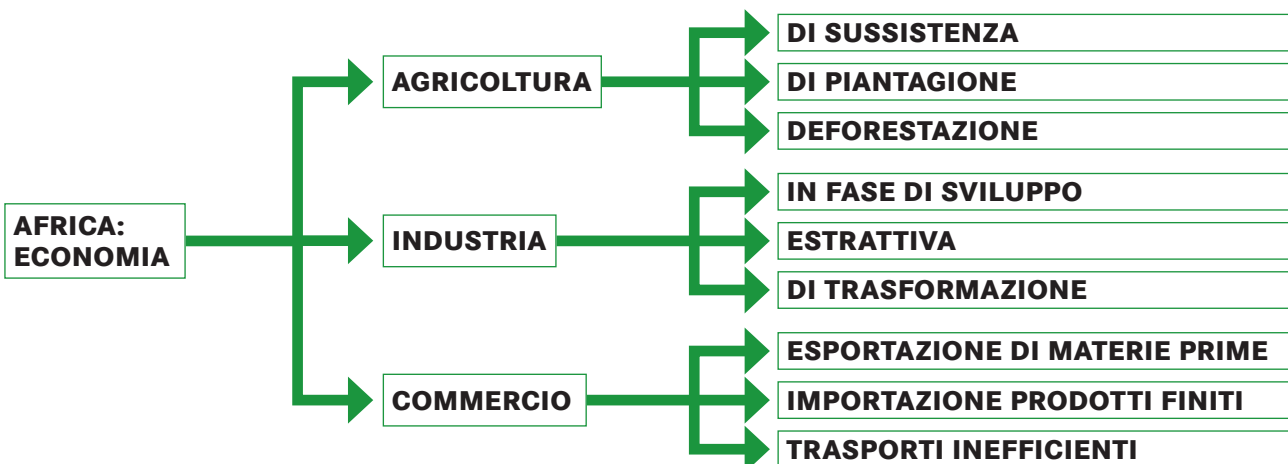 AFRICA:
ECONOMIA
AGRICOLTURA
DI SUSSISTENZA
DI PIANTAGIONE
DEFORESTAZIONE
INDUSTRIA
IN FASE DI SVILUPPO
ESTRATTIVA
DI TRASFORMAZIONE
COMMERCIO
ESPORTAZIONE DI MATERIE PRIME
IMPORTAZIONE PRODOTTI FINITI
TRASPORTI INEFFICIENTI